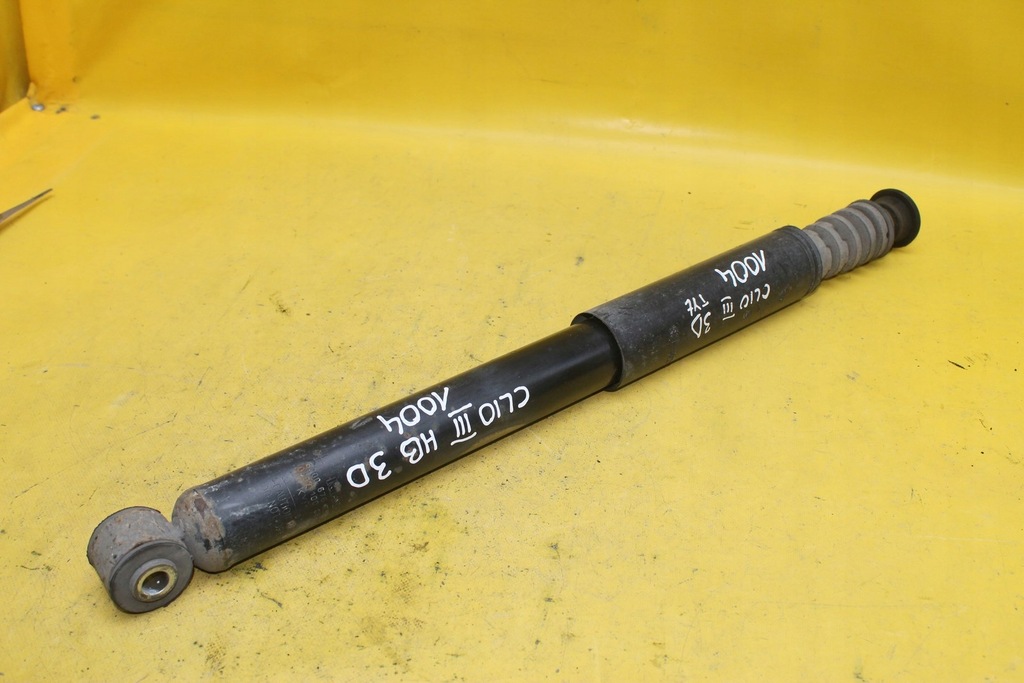 CLIO III HB 3D
1004
CLIO III 3D
TYŁ
1004